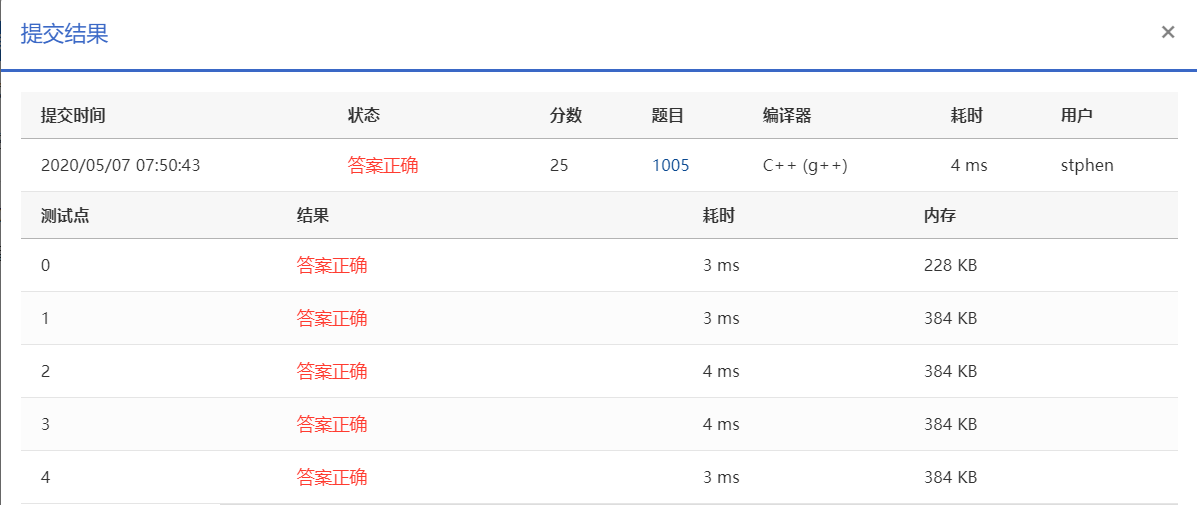 提交结果 ×
提交时间 状态 分数 题目 编译器 耗时 用户
2020/05/07 07:50:43 答案正确 25 1005 C++ (g++) 4 ms stphen
测试点 结果 耗时 内存
0 答案正确 3 ms 228 KB
1 答案正确 3 ms 384 KB
2 答案正确 4 ms 384 KB
3 答案正确 4 ms 384 KB
4 答案正确 3 ms 384 KB